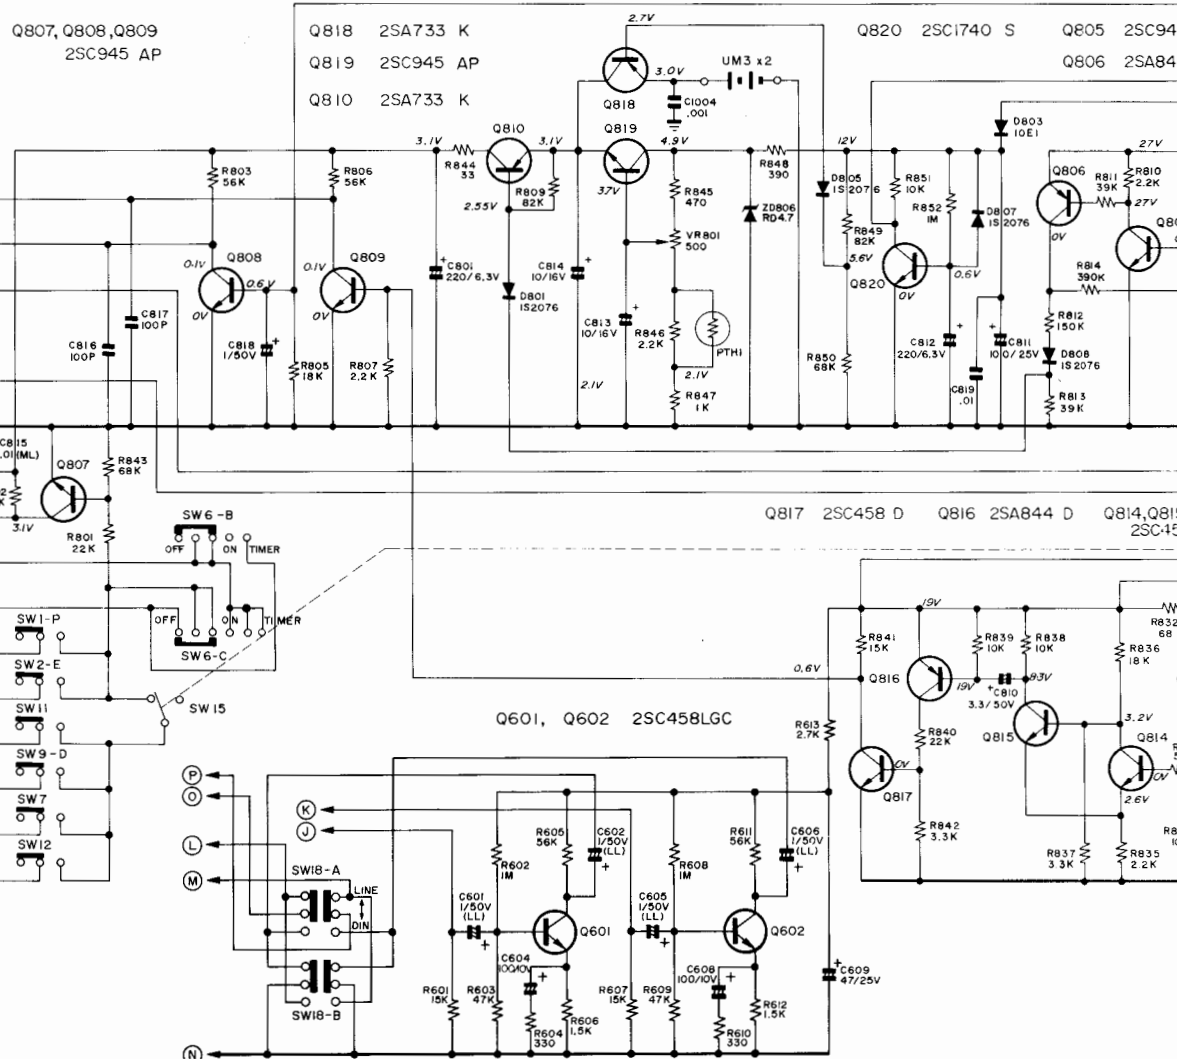 Q807, Q808, Q809
2SC945 AP
Q818 2SA733 K
Q819 2SC945 AP
Q810 2SA733 K
2.7V
Q820 2SC1740 S
Q805 2SC94
Q806 2SA84
3.0V
UM3 x2
Q818
C1004
.001
D803
10E1
Q810
Q819
3.1V
3.1V
4.9V
12V
27V
R803
56K
R806
56K
R844
33
R809
82K
R848
390
R845
470
D805
1S2076
R851
10K
R852
1M
Q806
R811
39K
R810
2.2K
27V
2.55V
37V
ZD806
RD4.7
VR801
500
R849
82K
D807
1S2076
0V
0.1V
Q808
0.6V
0V
0.1V
Q809
0V
C801
220/6.3V
C814
10/16V
5.6V
Q820
0.6V
0V
R814
390K
D801
1S2076
C817
100P
C816
100P
C818
1/50V
R805
18K
R807
2.2K
C813
10/16V
R846
2.2K
PTH1
2.1V
2.1V
R847
1K
R850
68K
C812
220/6.3V
C819
.01
C811
100/25V
R812
150K
D808
1S2076
R813
39K
C815
.01(ML)
Q807
R843
68K
3.1V
R801
22K
SW6-B
OFF
ON
TIMER
Q817 2SC458 D
Q816 2SA844 D
Q814,Q815
2SC45
SW1-P
OFF
ON
TIMER
SW6-C
SW2-E
SW11
SW15
SW9-D
SW7
SW12
19V
R841
15K
R839
10K
R838
10K
R832
68
R836
18K
0.6V
Q816
19V
C810
3.3/50V
8.3V
Q601, Q602 2SC458LGC
R613
2.7K
R840
22K
Q815
3.2V
Q814
0V
Q817
0V
2.6V
R842
3.3K
R837
3.3K
R835
2.2K
P
O
K
J
L
M
N
R605
56K
C602
1/50V
(LL)
R611
56K
C606
1/50V
(LL)
R602
1M
R608
1M
SW18-A
LINE
DIN
C601
1/50V
(LL)
C605
1/50V
(LL)
Q601
Q602
C604
100/10V
C608
100/10V
C609
47/25V
SW18-B
R601
15K
R603
47K
R606
1.5K
R607
15K
R609
47K
R612
1.5K
R604
330
R610
330